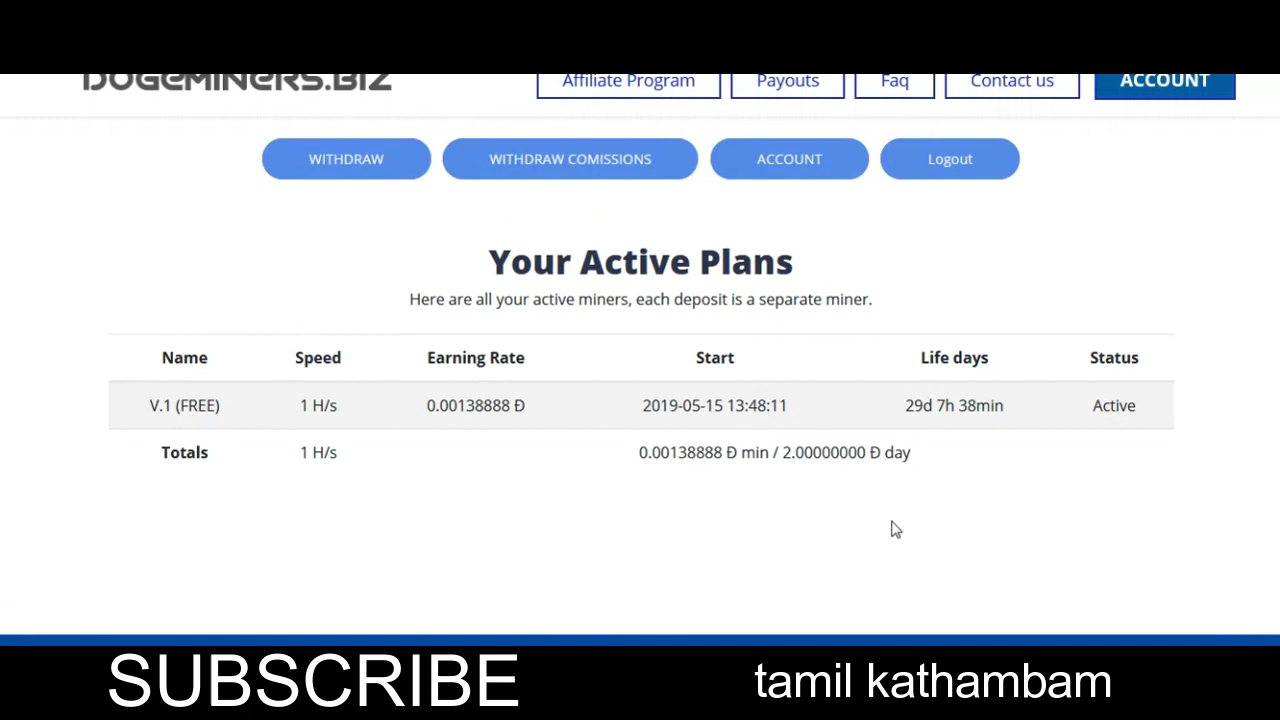 DOGEMINERS.BIZ
Affiliate Program
Payouts
Faq
Contact us
ACCOUNT
WITHDRAW
WITHDRAW COMISSIONS
ACCOUNT
Logout
Your Active Plans
Here are all your active miners, each deposit is a separate miner.
Name Speed Earning Rate Start Life days Status
V.1 (FREE) 1 H/s 0.00138888 Ð 2019-05-15 13:48:11 29d 7h 38min Active
Totals 1 H/s 0.00138888 Ð min / 2.00000000 Ð day
SUBSCRIBE
tamil kathambam